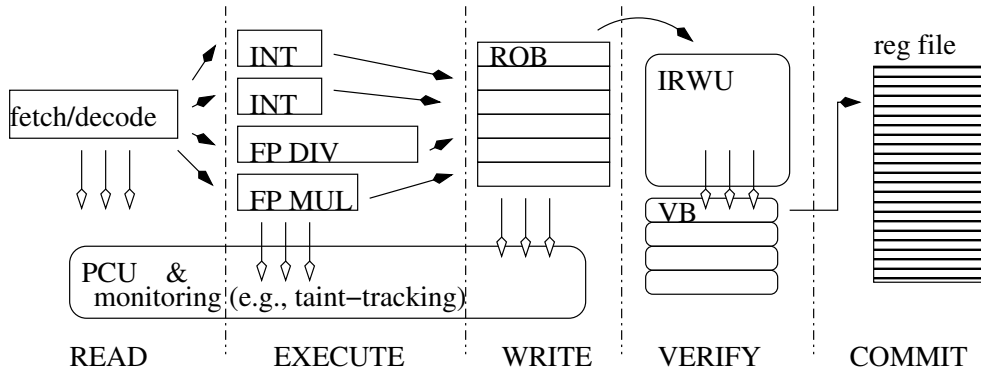 fetch/decode
INT
INT
FP DIV
FP MUL
ROB
IRWU
VB
reg file
PCU &
monitoring (e.g., taint−tracking)
READ
EXECUTE
WRITE
VERIFY
COMMIT